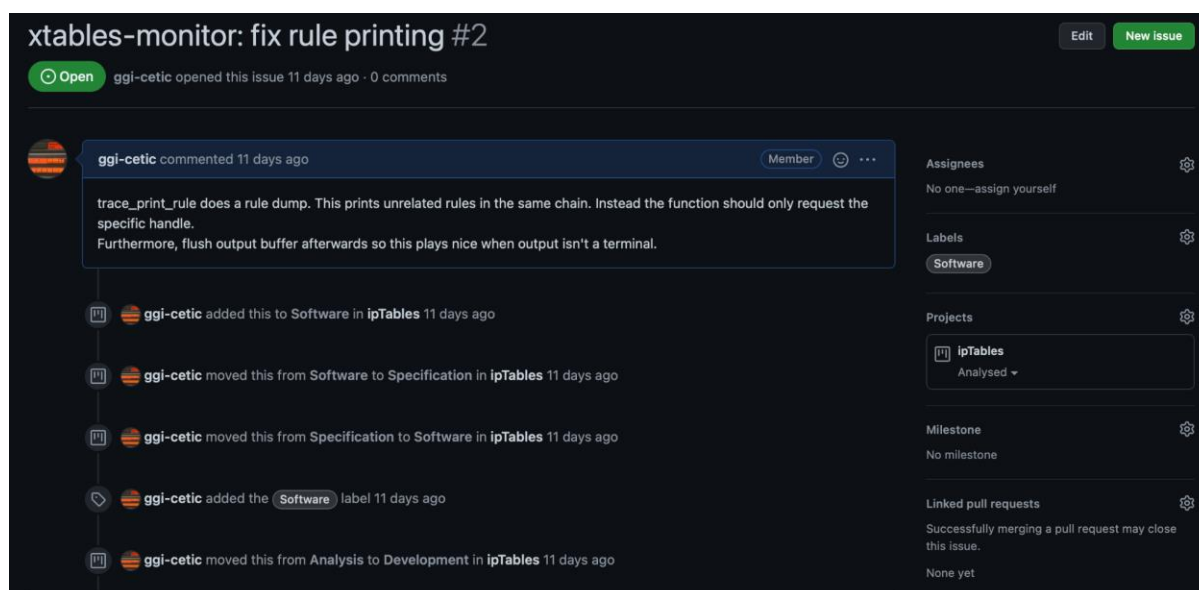 xtables-monitor: fix rule printing #2
Edit
New issue
Open
ggi-cetic opened this issue 11 days ago · 0 comments
ggi-cetic commented 11 days ago
Member
trace_print_rule does a rule dump. This prints unrelated rules in the same chain. Instead the function should only request the
specific handle.
Furthermore, flush output buffer afterwards so this plays nice when output isn't a terminal.
ggi-cetic added this to Software in ipTables 11 days ago
ggi-cetic moved this from Software to Specification in ipTables 11 days ago
ggi-cetic moved this from Specification to Software in ipTables 11 days ago
ggi-cetic added the Software label 11 days ago
ggi-cetic moved this from Analysis to Development in ipTables 11 days ago
Assignees
No one—assign yourself
Labels
Software
Projects
ipTables
Analysed
Milestone
No milestone
Linked pull requests
Successfully merging a pull request may close
this issue.
None yet